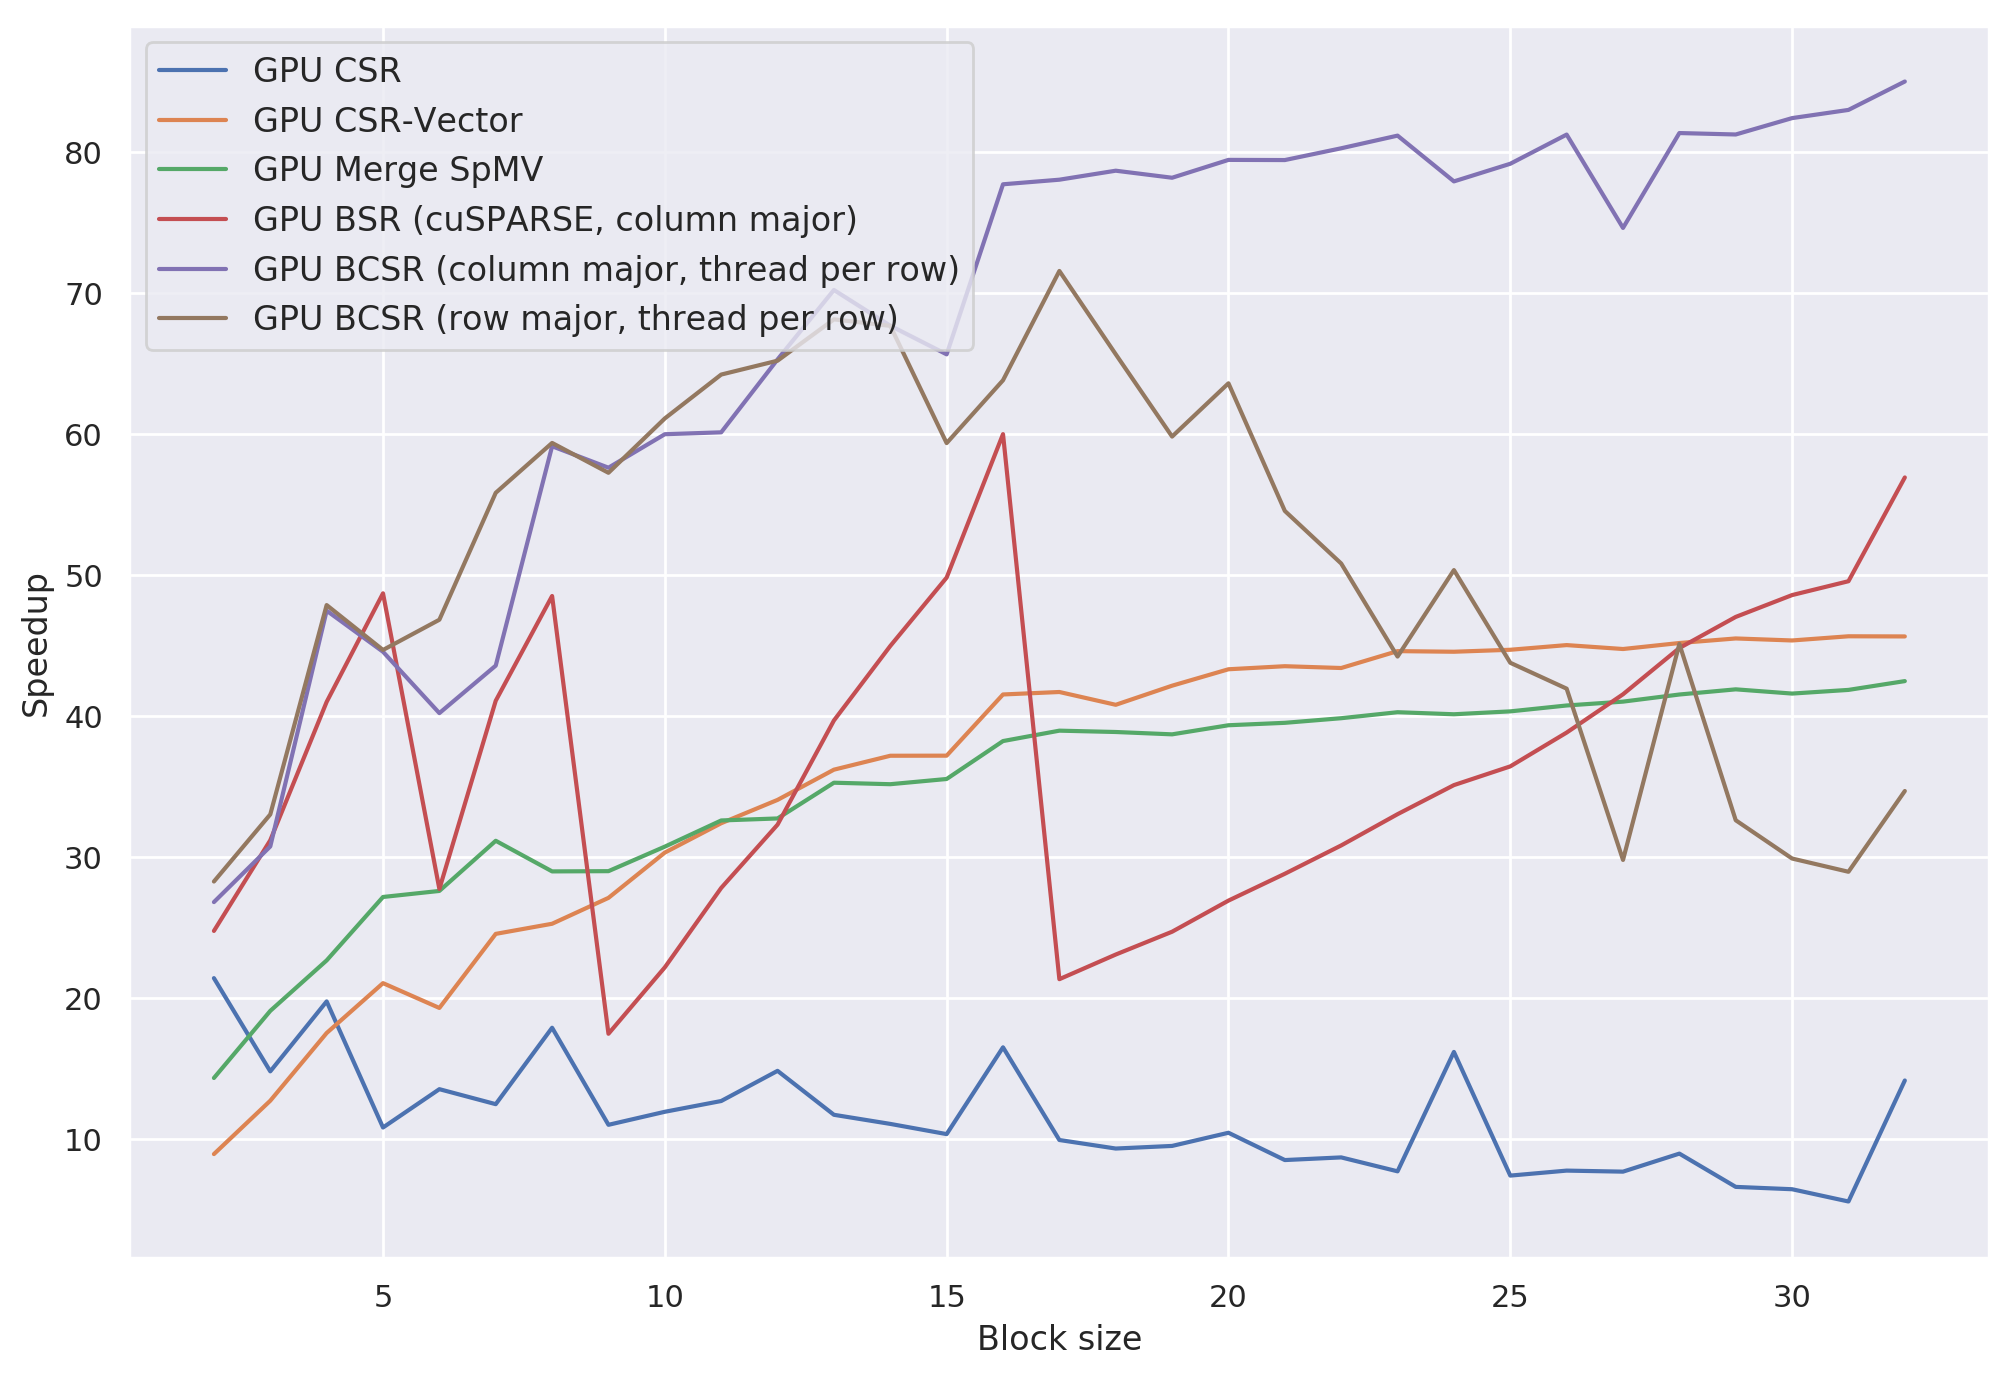 GPU CSR
GPU CSR-Vector
GPU Merge SpMV
GPU BSR (cuSPARSE, column major)
GPU BCSR (column major, thread per row)
GPU BCSR (row major, thread per row)
80
70
60
50
40
30
20
10
Speedup
5 10 15 20 25 30
Block size